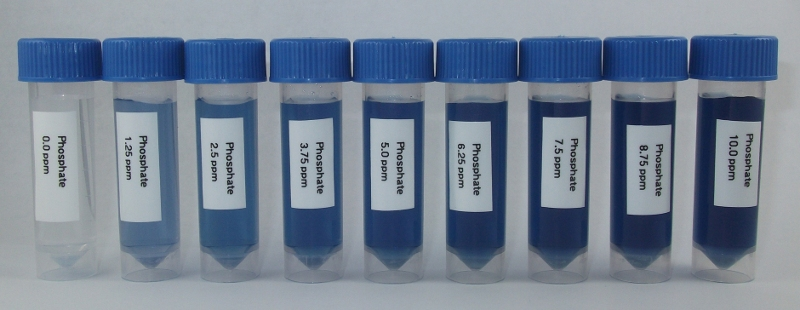 Phosphate
0.0 ppm
Phosphate
1.25 ppm
Phosphate
2.5 ppm
Phosphate
3.75 ppm
Phosphate
5.0 ppm
Phosphate
6.25 ppm
Phosphate
7.5 ppm
Phosphate
8.75 ppm
Phosphate
10.0 ppm